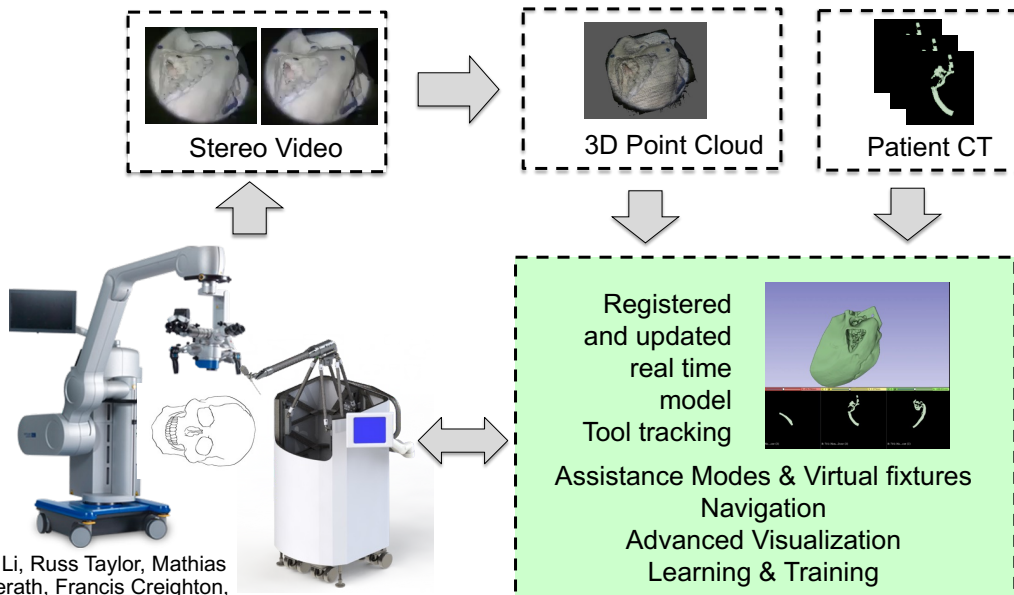 Stereo Video
3D Point Cloud
Patient CT
Registered
and updated
real time
model
Tool tracking
Assistance Modes & Virtual fixtures
Navigation
Advanced Visualization
Learning & Training
Li, Russ Taylor, Mathias
Francis Creighton,